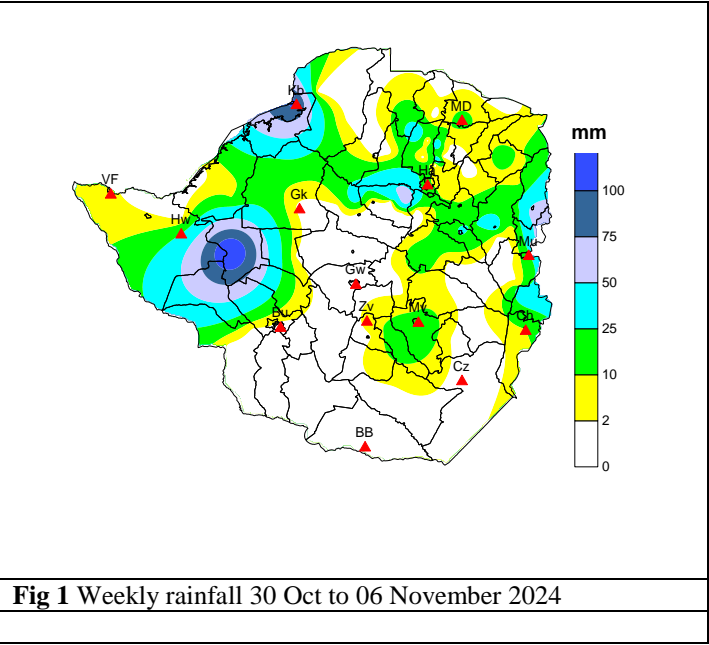 Kb
MD
mm
Ha
VF
100
Gk
Hw
75
Mu
Gw
50
Zv
Mv
Bu
Ch
25
Cz
10
BB
2
0
Fig 1 Weekly rainfall 30 Oct to 06 November 2024